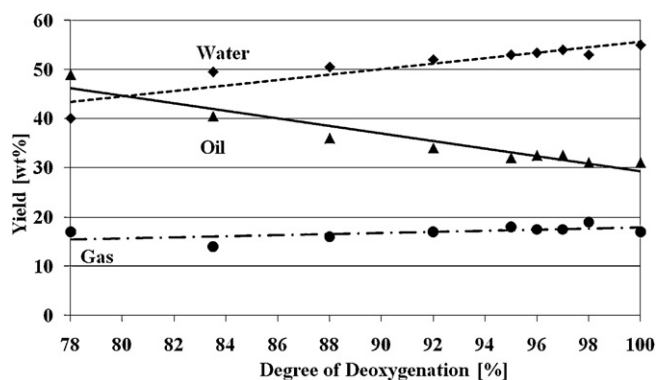 60
50
40
30
20
10
0
Yield [wt%]
Water
Oil
Gas
78 80 82 84 86 88 90 92 94 96 98 100
Degree of Deoxygenation [%]